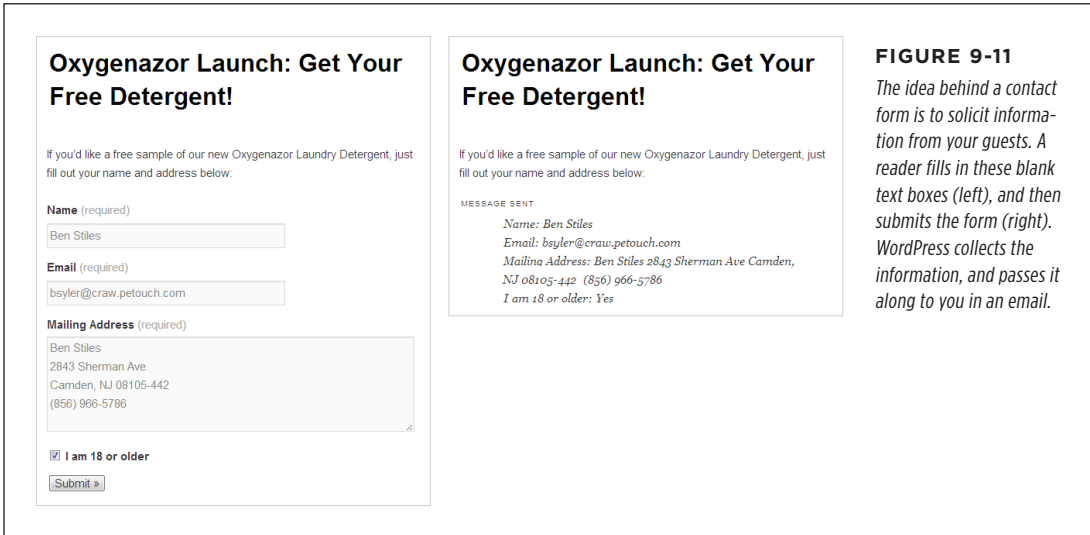 Oxygenazor Launch: Get Your
Free Detergent!
If you'd like a free sample of our new Oxygenazor Laundry Detergent, just
fill out your name and address below:
Name (required)
Ben Stiles
Email (required)
bsyler@craw.petouch.com
Mailing Address (required)
Ben Stiles
2843 Sherman Ave
Camden, NJ 08105-442
(856) 966-5786
I am 18 or older
Submit »
Oxygenazor Launch: Get Your
Free Detergent!
If you'd like a free sample of our new Oxygenazor Laundry Detergent, just
fill out your name and address below:
MESSAGE SENT
Name: Ben Stiles
Email: bsyler@craw.petouch.com
Mailing Address: Ben Stiles 2843 Sherman Ave Camden,
NJ 08105-442 (856) 966-5786
I am 18 or older: Yes
FIGURE 9-11
The idea behind a contact
form is to solicit informa-
tion from your guests. A
reader fills in these blank
text boxes (left), and then
submits the form (right).
WordPress collects the
information, and passes it
along to you in an email.